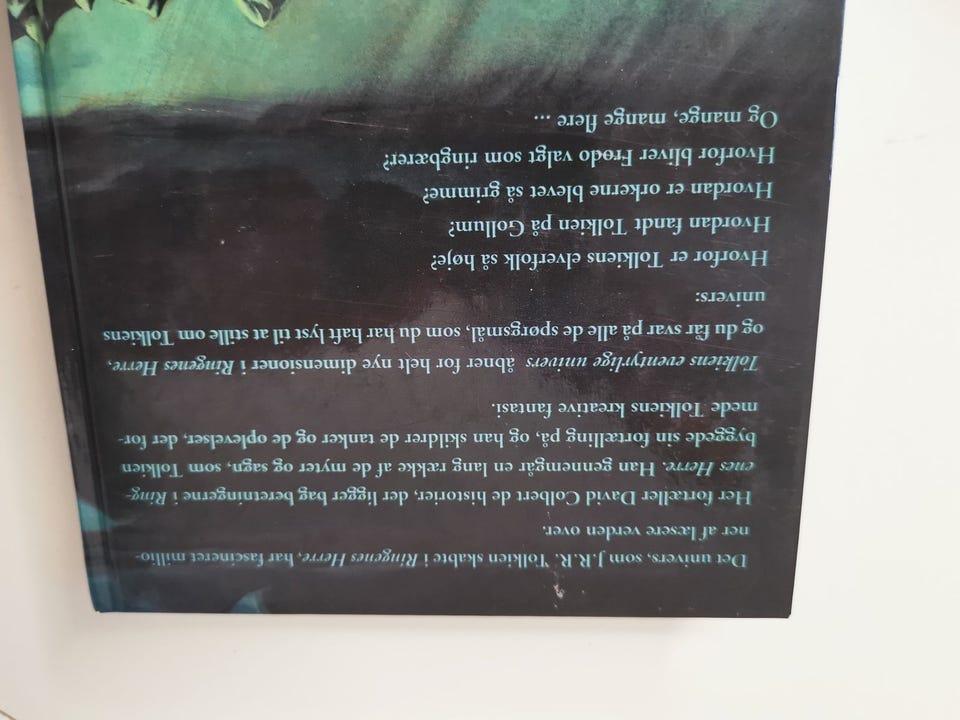 Det univers, som J.R.R. Tolkien skabte i Ringenes Herre, har fascineret millio-
ner af læsere verden over.
Her fortæller David Colbert de historier, der ligger bag beretningerne i Ring-
enes Herre. Han gennemgår en lang række af de myter og sagn, som Tolkien
byggede sin fortælling på, og han skildrer de tanker og oplevelser, der for-
mede Tolkiens kreative fantasi.
Tolkiens eventyrlige univers åbner for helt nye dimensioner i Ringenes Herre,
og du får svar på alle de spørgsmål, som du har haft lyst til at stille om Tolkiens
univers:
Hvorfor er Tolkiens elverfolk så høje?
Hvordan fandt Tolkien på Gollum?
Hvordan er orkerne blevet så grimme?
Hvorfor bliver Frodo valgt som ringbærer?
Og mange, mange flere ...